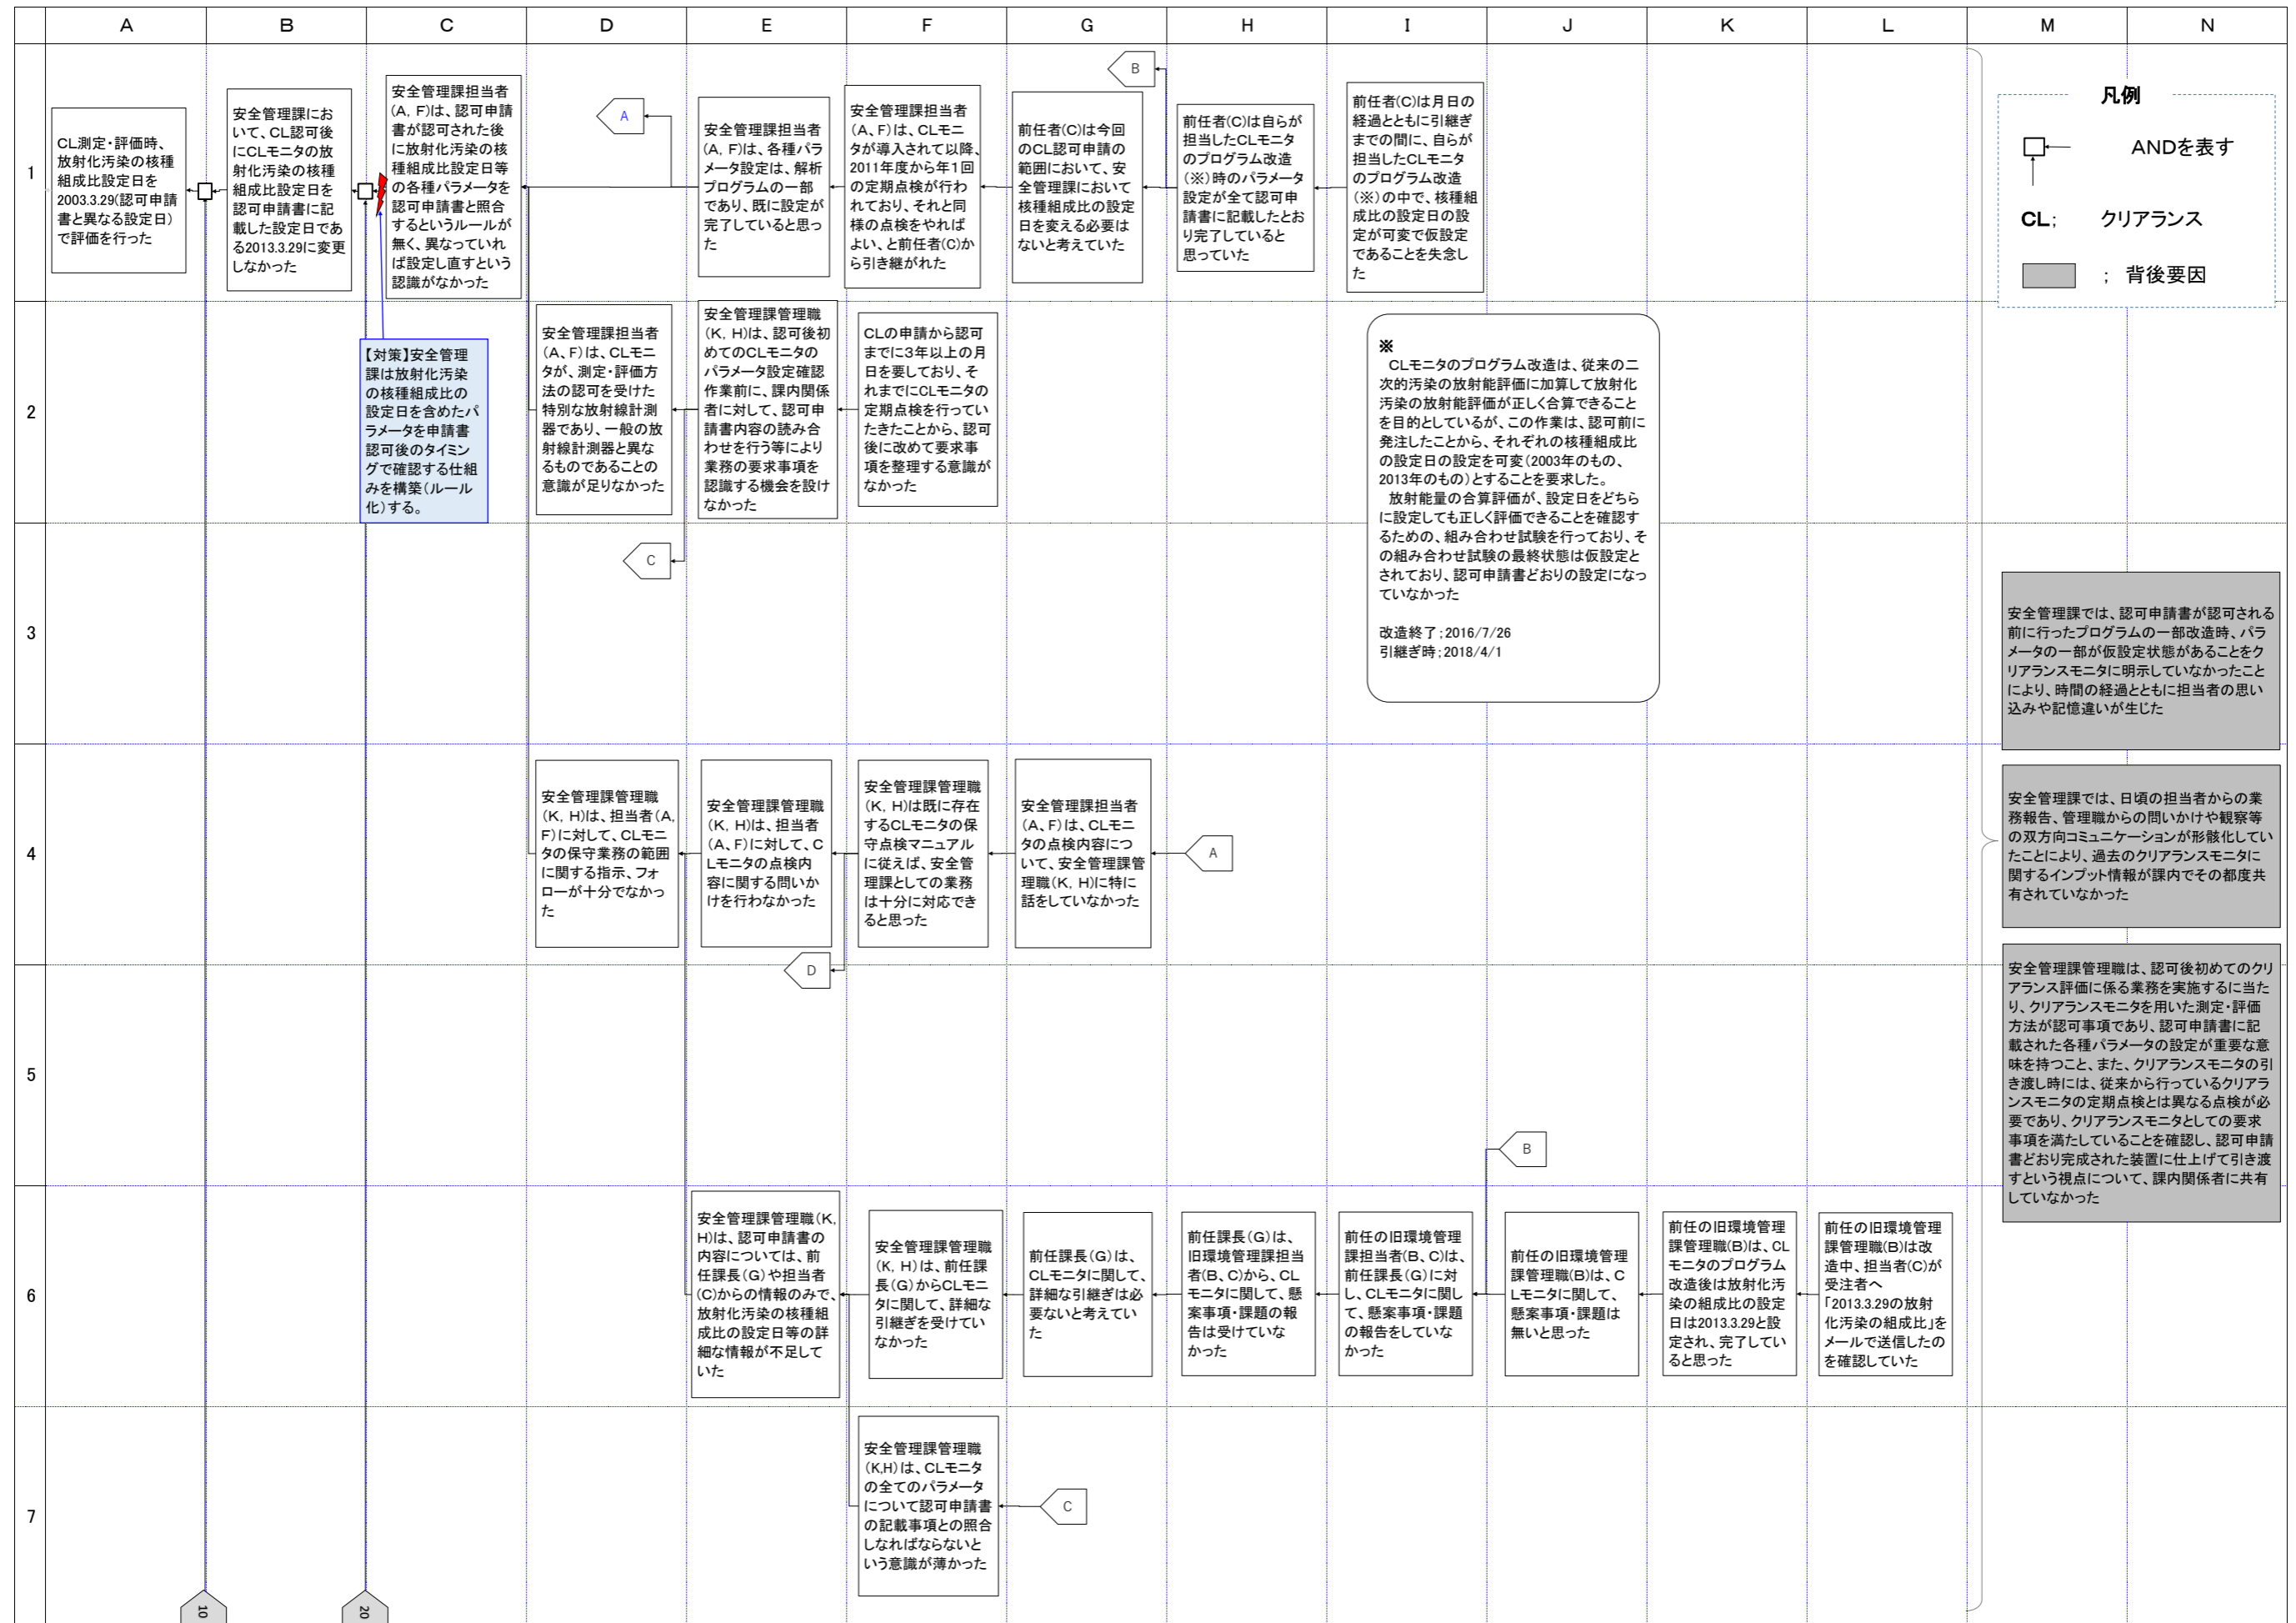 A
B
C
D
E
F
G
H
I
J
K
L
M
N
1
CL測定・評価時、
放射化汚染の核種
組成比設定日を
2003.3.29(認可申請
書と異なる設定日)
で評価を行った
安全管理課にお
いて、CL認可後
にCLモニタの放
射化汚染の核種
組成比設定日を
認可申請書に記
載した設定日であ
る2013.3.29に変更
しなかった
安全管理課担当者
(A, F)は、認可申請
書が認可された後
に放射化汚染の核
種組成比設定日等
の各種パラメータを
認可申請書と照合
するというルールが
無く、異なっていれ
ば設定し直すという
認識がなかった
A
安全管理課担当者
(A, F)は、各種パラ
メータ設定は、解析
プログラムの一部
であり、既に設定が
完了していると思っ
た
安全管理課担当者
(A、F)は、CLモニ
タが導入されて以降、
2011年度から年1回
の定期点検が行わ
れており、それと同
様の点検をやれば
よい、と前任者(C)か
ら引き継がれた
B
前任者(C)は今回
のCL認可申請の
範囲において、安
全管理課において
核種組成比の設定
日を変える必要は
ないと考えていた
前任者(C)は自らが
担当したCLモニタ
のプログラム改造
(※)時のパラメータ
設定が全て認可申
請書に記載したとお
り完了していると
思っていた
前任者(C)は月日の
経過とともに引継ぎ
までの間に、自らが
担当したCLモニタ
のプログラム改造
(※)の中で、核種組
成比の設定日の設
定が可変で仮設定
であることを失念し
た
凡例
ANDを表す
CL; クリアランス
; 背後要因
2
【対策】安全管理
課は放射化汚染
の核種組成比の
設定日を含めたパ
ラメータを申請書
認可後のタイミン
グで確認する仕組
みを構築(ルール
化)する。
安全管理課担当者
(A、F)は、CLモニ
タが、測定・評価方
法の認可を受けた
特別な放射線計測
器であり、一般の放
射線計測器と異な
るものであることの
意識が足りなかった
安全管理課管理職
(K, H)は、認可後初
めてのCLモニタの
パラメータ設定確認
作業前に、課内関係
者に対して、認可申
請書内容の読み合
わせを行う等により
業務の要求事項を
認識する機会を設け
なかった
CLの申請から認可
までに3年以上の月
日を要しており、そ
れまでにCLモニタの
定期点検を行ってい
たきたことから、認可
後に改めて要求事
項を整理する意識が
なかった
※
CLモニタのプログラム改造は、従来の二
次的汚染の放射能評価に加算して放射化
汚染の放射能評価が正しく合算できること
を目的としているが、この作業は、認可前に
発注したことから、それぞれの核種組成比
の設定日の設定を可変(2003年のもの、
2013年のもの)とすることを要求した。
放射能量の合算評価が、設定日をどちら
に設定しても正しく評価できることを確認す
るための、組み合わせ試験を行っており、そ
の組み合わせ試験の最終状態は仮設定と
されており、認可申請書どおりの設定になっ
ていなかった
改造終了;2016/7/26
引継ぎ時;2018/4/1
3
C
安全管理課では、認可申請書が認可される
前に行ったプログラムの一部改造時、パラ
メータの一部が仮設定状態があることをク
リアランスモニタに明示していなかったこと
により、時間の経過とともに担当者の思い
込みや記憶違いが生じた
4
安全管理課管理職
(K, H)は、担当者(A,
F)に対して、CLモニ
タの保守業務の範囲
に関する指示、フォ
ローが十分でなかっ
た
安全管理課管理職
(K, H)は、担当者
(A、F)に対して、C
Lモニタの点検内
容に関する問いか
けを行わなかった
安全管理課管理職
(K, H)は既に存在
するCLモニタの保
守点検マニュアル
に従えば、安全管
理課としての業務
は十分に対応でき
ると思った
安全管理課担当者
(A、F)は、CLモニ
タの点検内容につ
いて、安全管理課管
理職(K, H)に特に
話をしていなかった
A
D
安全管理課では、日頃の担当者からの業
務報告、管理職からの問いかけや観察等
の双方向コミュニケーションが形骸化してい
たことにより、過去のクリアランスモニタに
関するインプット情報が課内でその都度共
有されていなかった
5
B
安全管理課管理職は、認可後初めてのクリ
アランス評価に係る業務を実施するに当た
り、クリアランスモニタを用いた測定・評価
方法が認可事項であり、認可申請書に記
載された各種パラメータの設定が重要な意
味を持つこと、また、クリアランスモニタの引
き渡し時には、従来から行っているクリアラ
ンスモニタの定期点検とは異なる点検が必
要であり、クリアランスモニタとしての要求
事項を満たしていることを確認し、認可申請
書どおり完成された装置に仕上げて引き渡
すという視点について、課内関係者に共有
していなかった
6
安全管理課管理職(K,
H)は、認可申請書の
内容については、前
任課長(G)や担当者
(C)からの情報のみで、
放射化汚染の核種組
成比の設定日等の詳
細な情報が不足して
いた
安全管理課管理職
(K, H)は、前任課
長(G)からCLモニ
タに関して、詳細な
引継ぎを受けてい
なかった
前任課長(G)は、
CLモニタに関して、
詳細な引継ぎは必
要ないと考えてい
た
前任課長(G)は、
旧環境管理課担当
者(B、C)から、CL
モニタに関して、懸
案事項・課題の報
告は受けていな
かった
前任の旧環境管理
課担当者(B、C)は、
前任課長(G)に対
し、CLモニタに関し
て、懸案事項・課題
の報告をしていな
かった
前任の旧環境管理
課管理職(B)は、C
Lモニタに関して、
懸案事項・課題は
無いと思った
前任の旧環境管理
課管理職(B)は、CL
モニタのプログラム
改造後は放射化汚
染の組成比の設定
日は2013.3.29と設
定され、完了してい
ると思った
前任の旧環境管理
課管理職(B)は改
造中、担当者(C)が
受注者へ
「2013.3.29の放射
化汚染の組成比」を
メールで送信したの
を確認していた
7
安全管理課管理職
(K,H)は、CLモニタ
の全てのパラメータ
について認可申請書
の記載事項との照合
しなればならないと
いう意識が薄かった
C
10
20